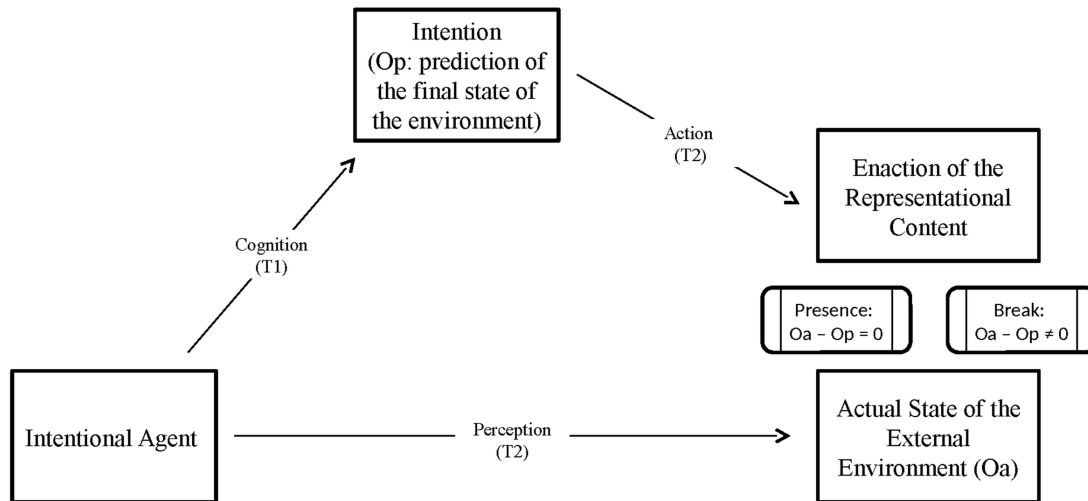 Intention
(Op: prediction of
the final state of
the environment)
Action
(T2)
Enaction of the
Representational
Content
Cognition
(T1)
Presence:
Oa – Op = 0
Break:
Oa – Op ≠ 0
Intentional Agent
Perception
(T2)
Actual State of the
External
Environment (Oa)